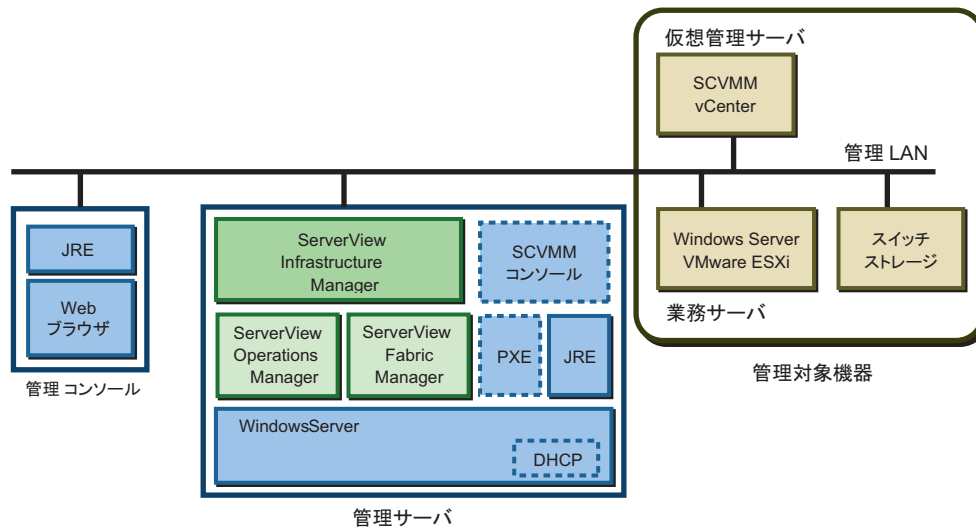 仮想管理サーバ
SCVMM
vCenter
管理 LAN
JRE
Web
ブラウザ
管理 コンソール
ServerView
Infrastructure
Manager
SCVMM
コンソール
ServerView
Operations
Manager
ServerView
Fabric
Manager
PXE
JRE
WindowsServer
DHCP
管理サーバ
Windows Server
VMware ESXi
スイッチ
ストレージ
業務サーバ
管理対象機器